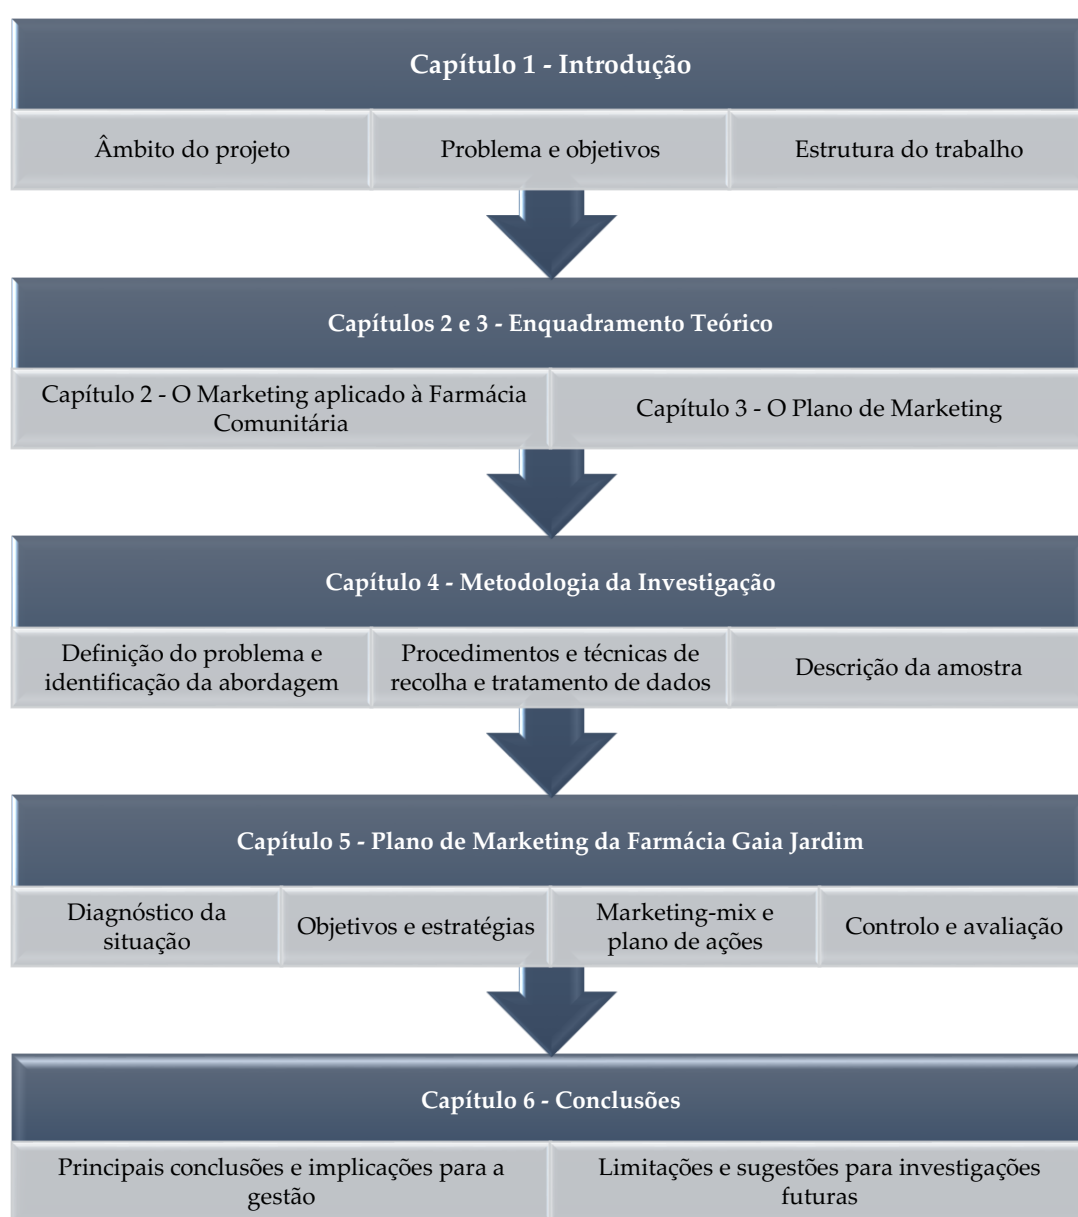 Capítulo 1 - Introdução
Âmbito do projeto
Problema e objetivos
Estrutura do trabalho
Capítulos 2 e 3 - Enquadramento Teórico
Capítulo 2 - O Marketing aplicado à Farmácia
Comunitária
Capítulo 3 - O Plano de Marketing
Capítulo 4 - Metodologia da Investigação
Definição do problema e
identificação da abordagem
Procedimentos e técnicas de
recolha e tratamento de dados
Descrição da amostra
Capítulo 5 - Plano de Marketing da Farmácia Gaia Jardim
Diagnóstico da
situação
Objetivos e estratégias
Marketing-mix e
plano de ações
Controlo e avaliação
Capítulo 6 - Conclusões
Principais conclusões e implicações para a
gestão
Limitações e sugestões para investigações
futuras